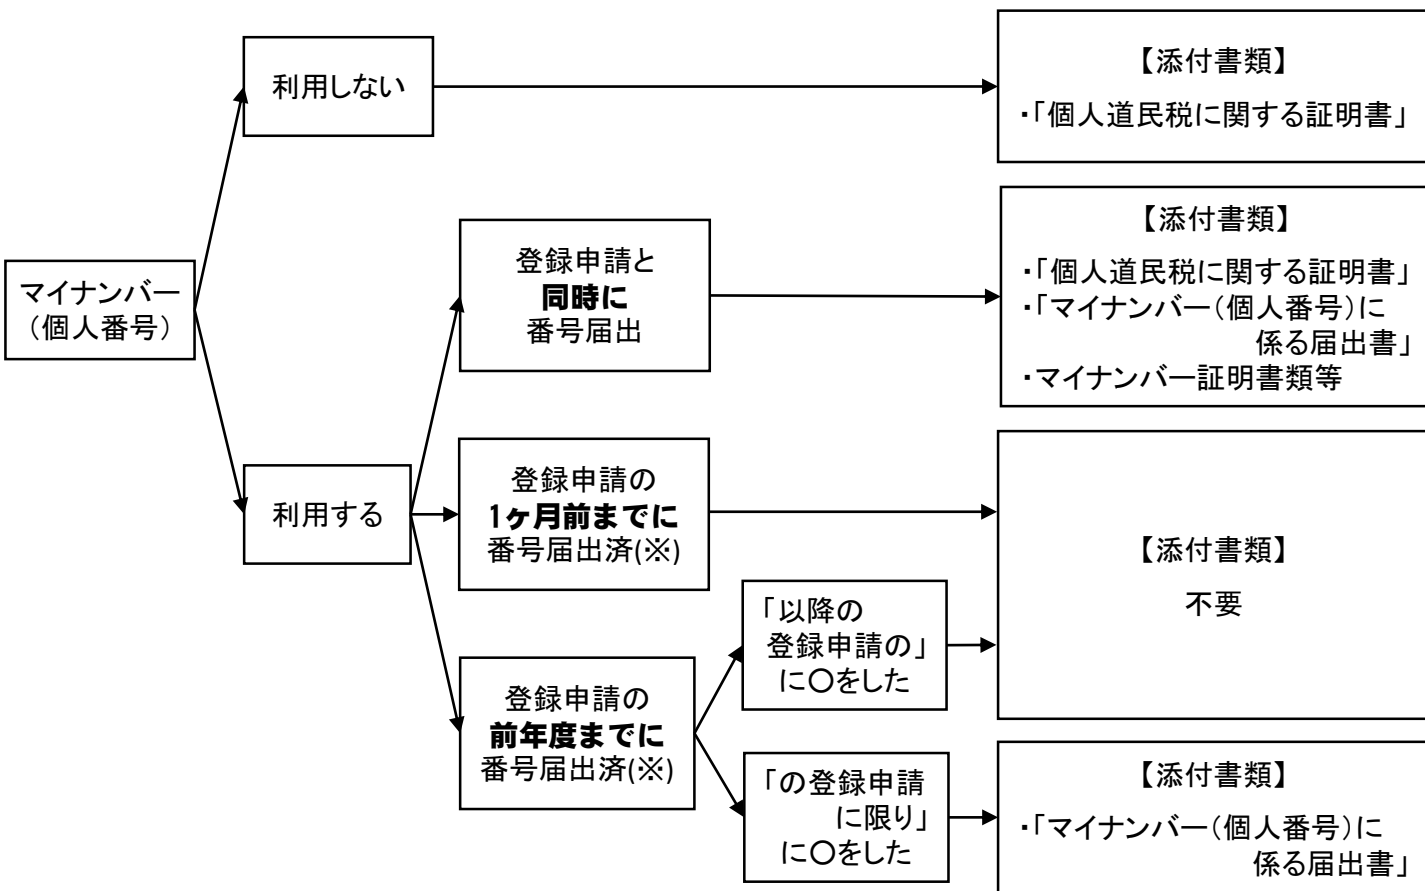 マイナンバー
（個人番号）
利用しない
【添付書類】
・「個人道民税に関する証明書」
利用する
登録申請と
同時に
番号届出
【添付書類】
・「個人道民税に関する証明書」
・「マイナンバー（個人番号）に
係る届出書」
・マイナンバー証明書類等
登録申請の
1ヶ月前までに
番号届出済(※)
【添付書類】
不要
登録申請の
前年度までに
番号届出済(※)
「以降の
登録申請の」
に〇をした
「の登録申請
に限り」
に〇をした
【添付書類】
・「マイナンバー（個人番号）に
係る届出書」